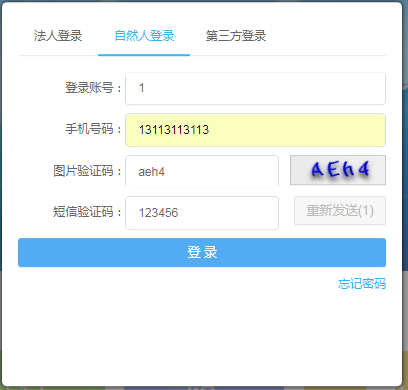 法人登录 自然人登录 第三方登录
登录账号： 1
手机号码： 13113113113
图片验证码： aeh4 AEh4
短信验证码： 123456 重新发送(1)
登 录
忘记密码